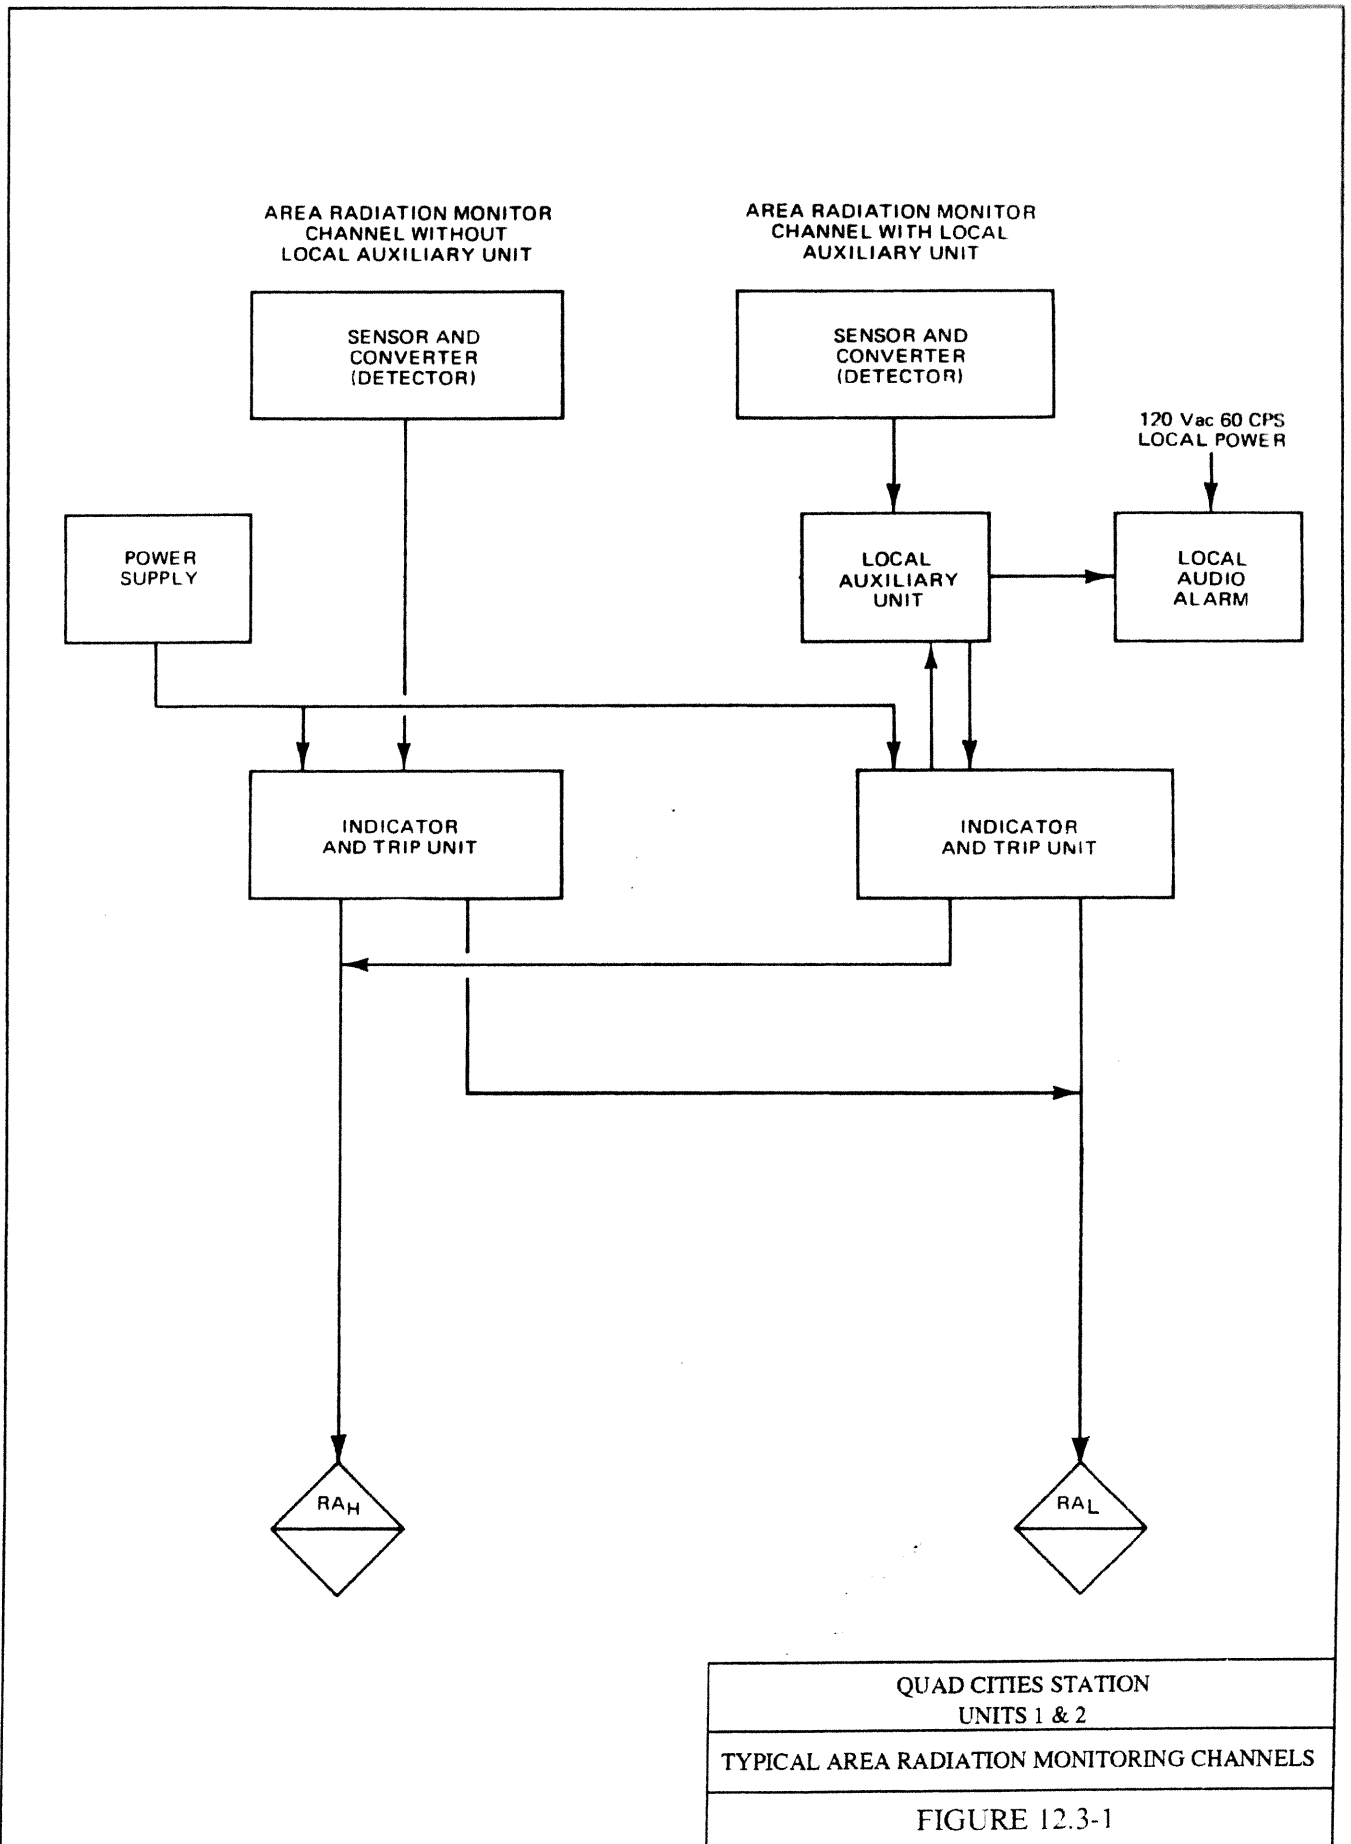 AREA RADIATION MONITOR
CHANNEL WITHOUT
LOCAL AUXILIARY UNIT
AREA RADIATION MONITOR
CHANNEL WITH LOCAL
AUXILIARY UNIT
SENSOR AND
CONVERTER
(DETECTOR)
SENSOR AND
CONVERTER
(DETECTOR)
120 Vac 60 CPS
LOCAL POWER
POWER
SUPPLY
LOCAL
AUXILIARY
UNIT
LOCAL
AUDIO
ALARM
INDICATOR
AND TRIP UNIT
INDICATOR
AND TRIP UNIT
RAH
RAL
QUAD CITIES STATION
UNITS 1 & 2
TYPICAL AREA RADIATION MONITORING CHANNELS
FIGURE 12.3-1